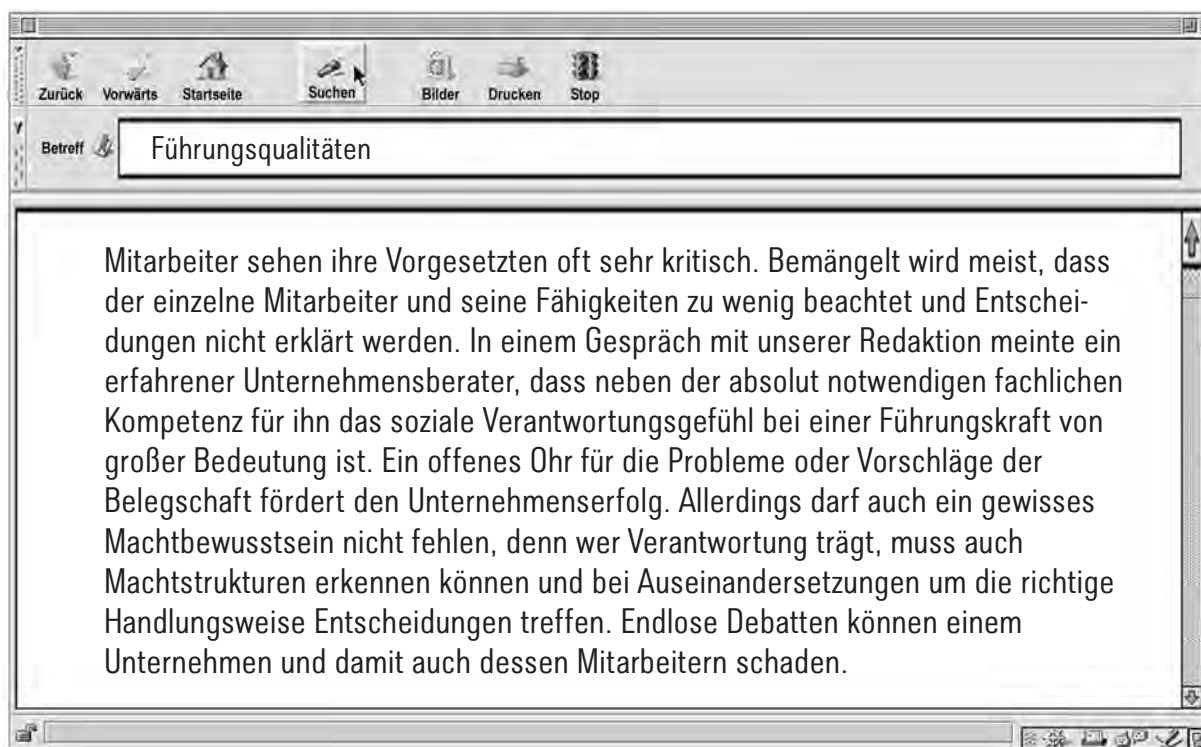 Zurück Vorwärts Startseite Suchen Bilder Drucken Stop
Betreff Führungsqualitäten
Mitarbeiter sehen ihre Vorgesetzten oft sehr kritisch. Bemängelt wird meist, dass
der einzelne Mitarbeiter und seine Fähigkeiten zu wenig beachtet und Entschei-
dungen nicht erklärt werden. In einem Gespräch mit unserer Redaktion meinte ein
erfahrener Unternehmensberater, dass neben der absolut notwendigen fachlichen
Kompetenz für ihn das soziale Verantwortungsgefühl bei einer Führungskraft von
großer Bedeutung ist. Ein offenes Ohr für die Probleme oder Vorschläge der
Belegschaft fördert den Unternehmenserfolg. Allerdings darf auch ein gewisses
Machtbewusstsein nicht fehlen, denn wer Verantwortung trägt, muss auch
Machtstrukturen erkennen können und bei Auseinandersetzungen um die richtige
Handlungsweise Entscheidungen treffen. Endlose Debatten können einem
Unternehmen und damit auch dessen Mitarbeitern schaden.